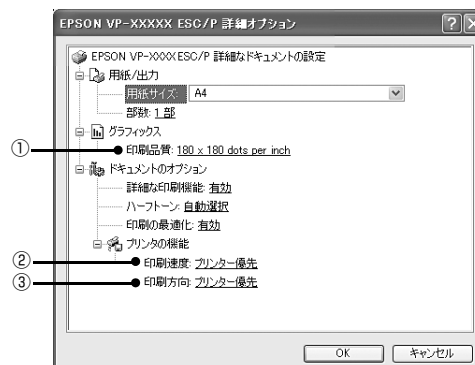 EPSON VP-XXXXX ESC/P 詳細オプション
EPSON VP-XXXX ESC/P 詳細なドキュメントの設定
用紙/出力
用紙サイズ: A4
部数: 1 部
グラフィックス
① 印刷品質: 180 x 180 dots per inch
ドキュメントのオプション
詳細な印刷機能: 有効
ハーフトーン: 自動選択
印刷の最適化: 有効
プリンタの機能
② 印刷速度: プリンター優先
③ 印刷方向: プリンター優先
OK キャンセル